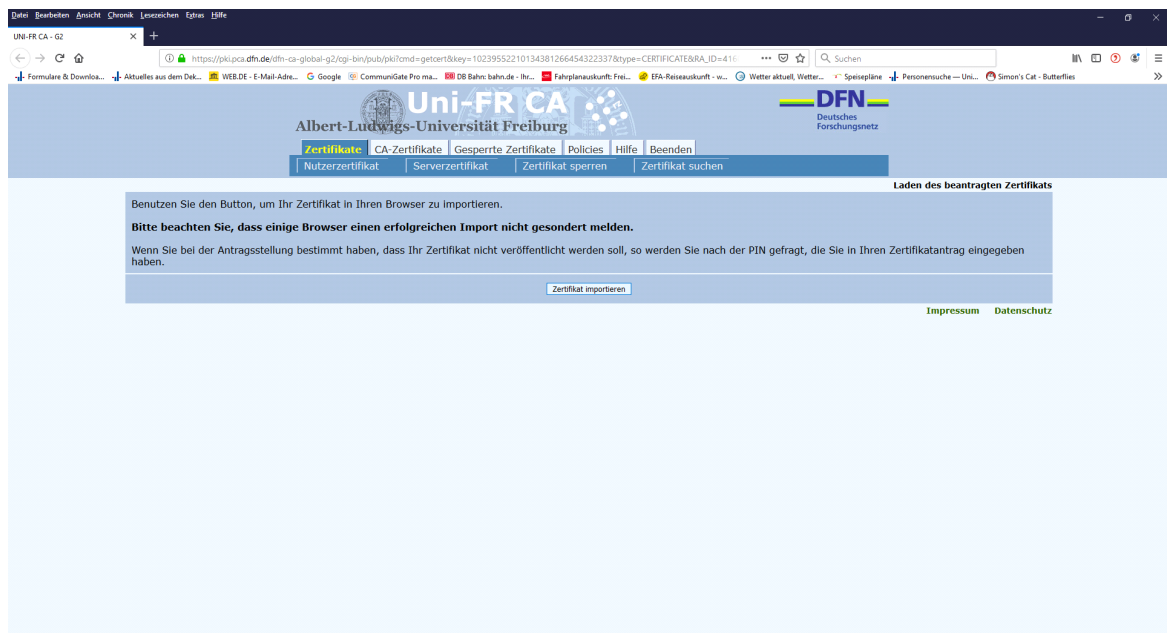 Datei Bearbeiten Ansicht Chronik Lesezeichen Extras Hilfe
UNI-FR CA - G2
https://pki.pca.dfn.de/dfn-ca-global-g2/cgi-bin/pub/pki?cmd=getcert&key=10239552210134381266454322337&type=CERTIFICATE&RA_ID=416
Suchen
Formulare & Downloa... Aktuelles aus dem Dek... WEB.DE - E-Mail-Adre... Google CommuniGate Pro ma... DB Bahn: bahn.de - Ihr... Fahrplanauskunft: Frei... EFA-Reiseauskunft - w... Wetter aktuell, Wetter... Speisepläne Personensuche — Uni... Simon's Cat - Butterflies
Uni-FR CA
Albert-Ludwigs-Universität Freiburg
DFN
Deutsches
Forschungsnetz
Zertifikate CA-Zertifikate Gesperrte Zertifikate Policies Hilfe Beenden
Nutzerzertifikat Serverzertifikat Zertifikat sperren Zertifikat suchen
Laden des beantragten Zertifikats
Benutzen Sie den Button, um Ihr Zertifikat in Ihren Browser zu importieren.
Bitte beachten Sie, dass einige Browser einen erfolgreichen Import nicht gesondert melden.
Wenn Sie bei der Antragsstellung bestimmt haben, dass Ihr Zertifikat nicht veröffentlicht werden soll, so werden Sie nach der PIN gefragt, die Sie in Ihren Zertifikatantrag eingegeben
haben.
Zertifikat importieren
Impressum Datenschutz